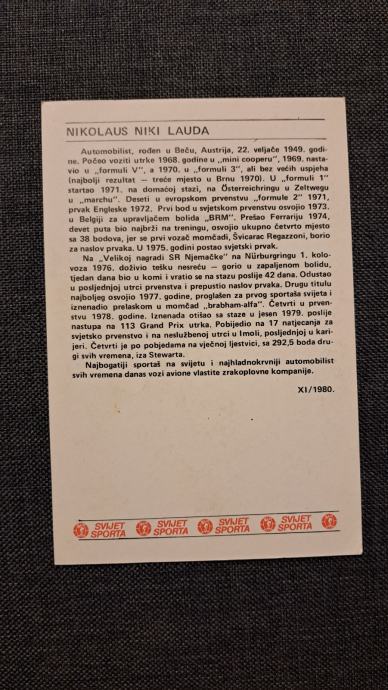 NIKOLAUS NIKI LAUDA
Automobilist, rođen u Beču, Austrija, 22. veljače 1949. godi-
ne. Počeo voziti utrke 1968. godine u „mini cooperu", 1969. nasta-
vio u „formuli V", a 1970. u „formuli 3", ali bez većih uspjeha
(najbolji rezultat — treće mjesto u Brnu 1970). U „formuli 1"
startao 1971. na domaćoj stazi, na Österreichringu u Zeltwegu
u „marchu". Deseti u evropskom prvenstvu „formule 2" 1971,
prvak Engleske 1972. Prvi bod u svjetskom prvenstvu osvojio 1973.
u Belgiji za upravljačem bolida „BRM". Prešao Ferrariju 1974,
devet puta bio najbrži na treningu, osvojio ukupno četvrto mjesto
sa 38 bodova, jer se prvi vozač momčadi, Švicarac Regazzoni, borio
za naslov prvaka. U 1975. godini postao svjetski prvak.
Na „Velikoj nagradi SR Njemačke" na Nürburgringu 1. kolo-
voza 1976. doživio tešku nesreću — gorio u zapaljenom bolidu,
tjedan dana bio u komi i vratio se na stazu poslije 42 dana. Odustao
u posljednjoj utrci prvenstva i prepustio naslov prvaka. Drugu titulu
najboljeg osvojio 1977. godine, proglašen za prvog sportaša svijeta i
iznenadio prelaskom u momčad „brabham-alfa". Četvrti u prven-
stvu 1978. godine. Iznenada otišao sa staze u jesen 1979. poslije
nastupa na 113 Grand Prix utrka. Pobijedio na 17 natjecanja za
svjetsko prvenstvo i na neslužbenoj utrci u Imoli, posljednjoj u kari-
jeri. Četvrti je po pobjedama na vječnoj ljestvici, sa 292,5 boda dru-
gi svih vremena, iza Stewarta.
Najbogatiji sportaš na svijetu i najhladnokrvniji automobilist
svih vremena danas vozi avione vlastite zrakoplovne kompanije.
XI/1980.
SVIJET SPORTA SVIJET SPORTA SVIJET SPORTA SVIJET SPORTA